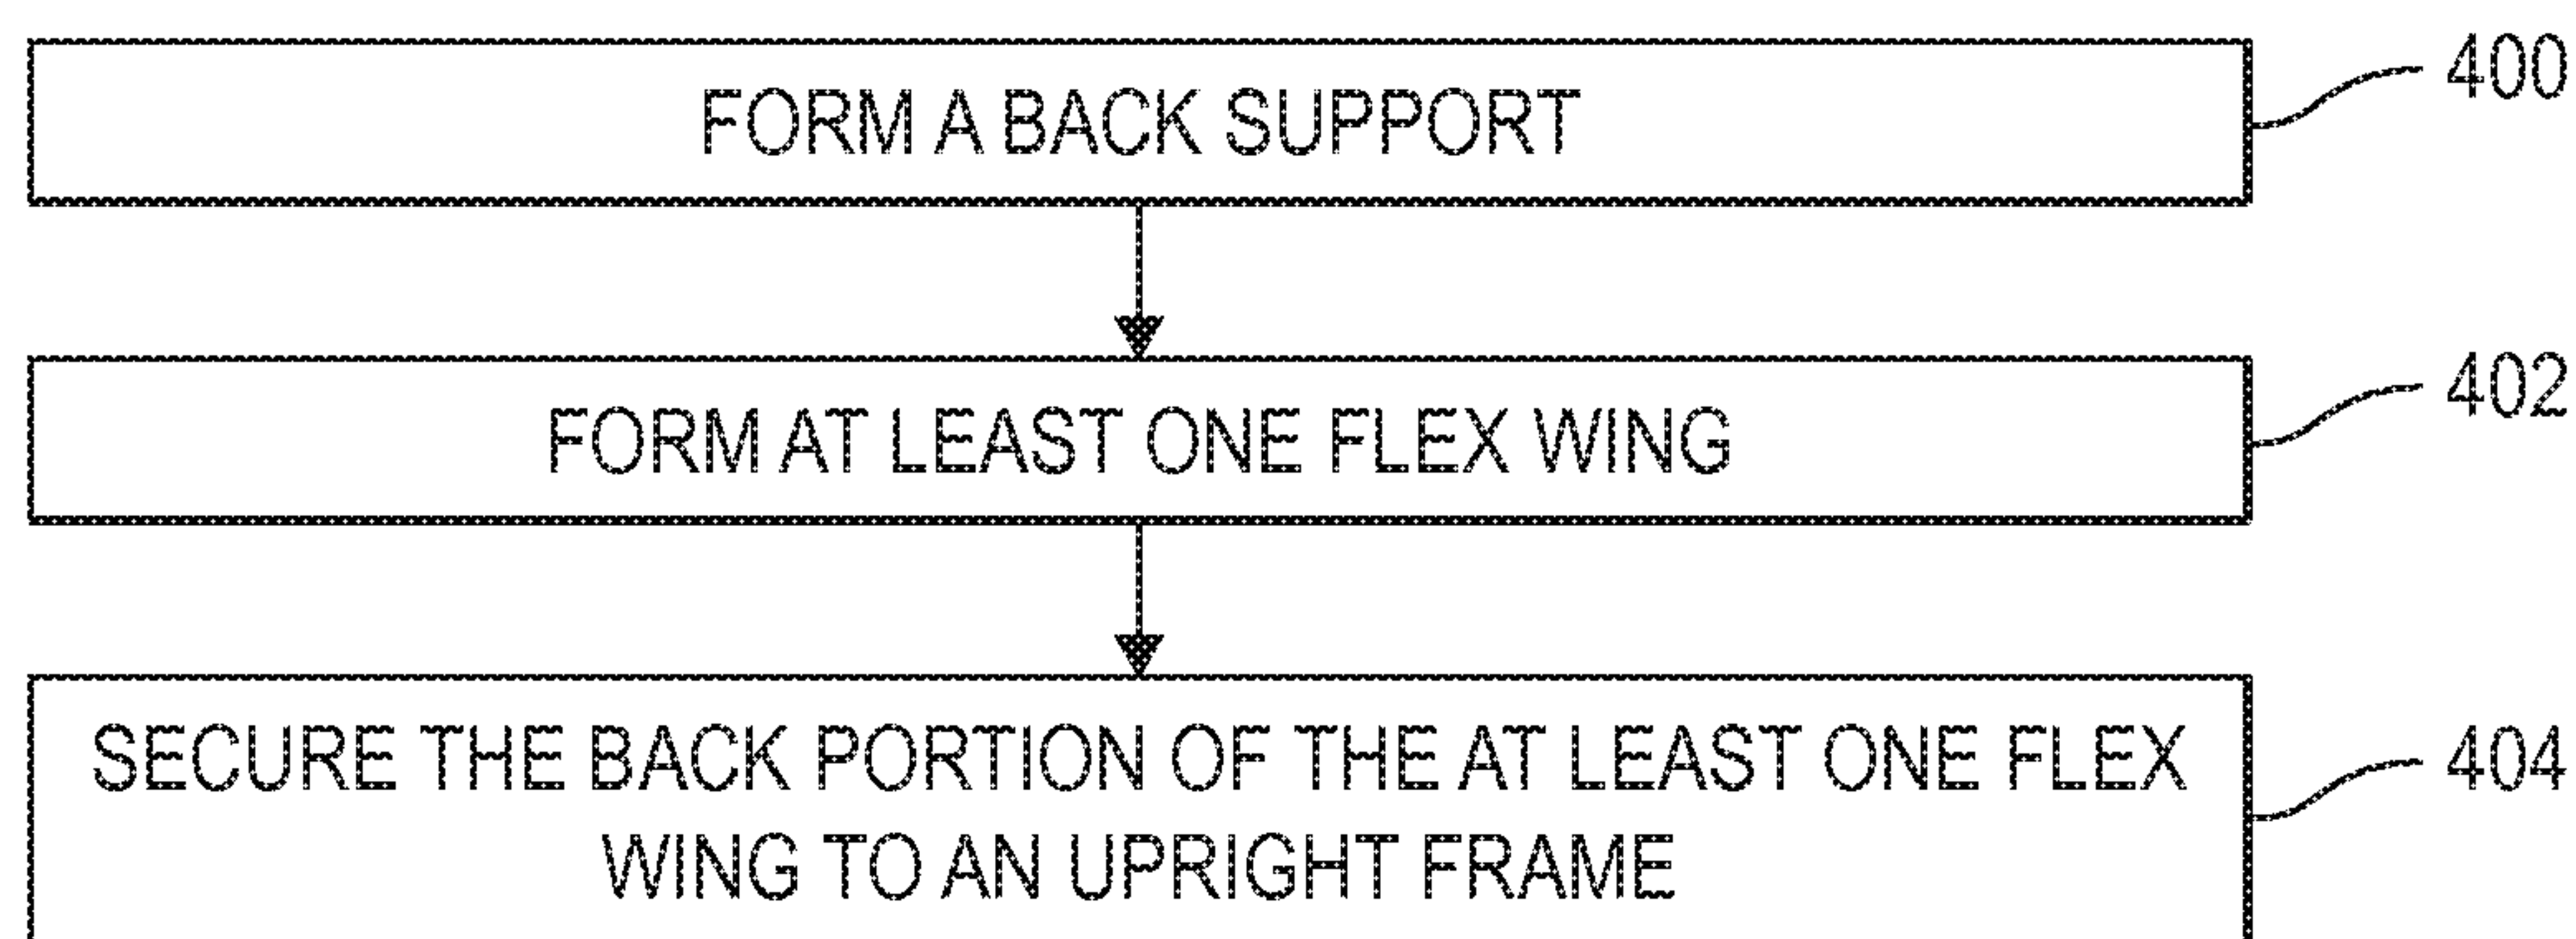 FORM A BACK SUPPORT
400
FORM AT LEAST ONE FLEX WING
402
SECURE THE BACK PORTION OF THE AT LEAST ONE FLEX
WING TO AN UPRIGHT FRAME
404